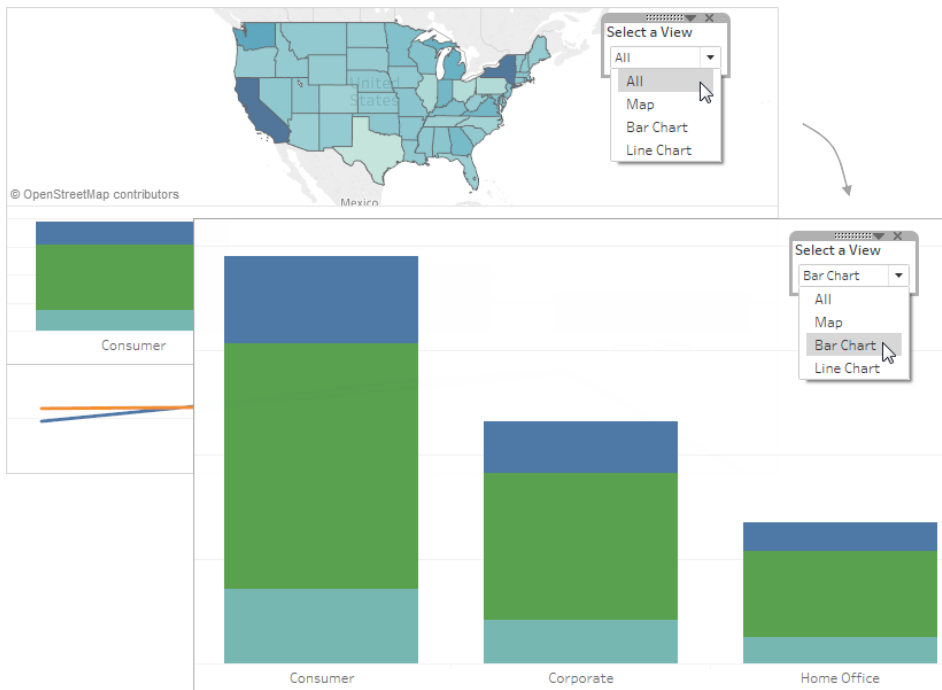 Select a View
All
All
Map
Bar Chart
Line Chart
United
States
Mexico
© OpenStreetMap contributors
Consumer
Select a View
Bar Chart
All
Map
Bar Chart
Line Chart
Consumer
Corporate
Home Office